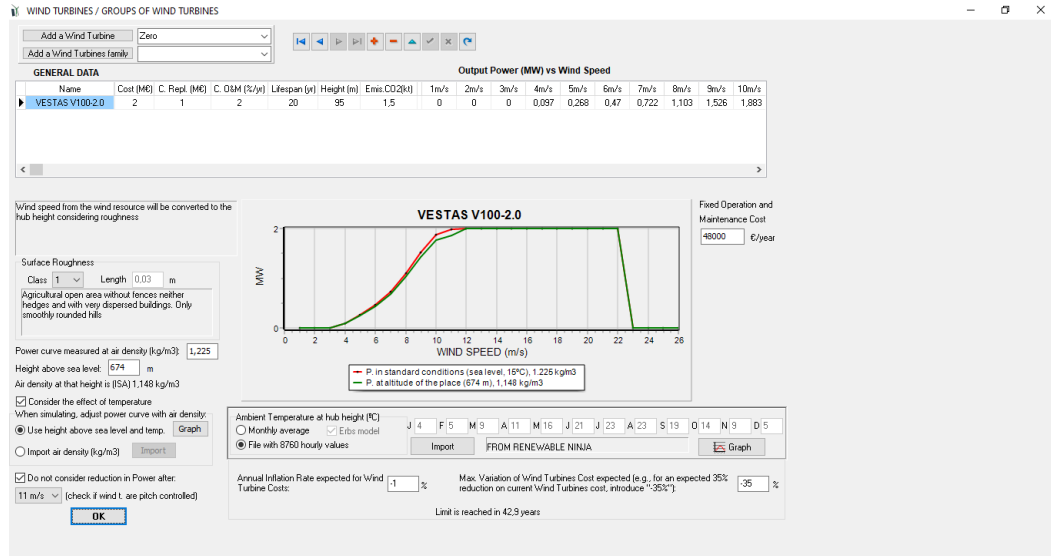 WIND TURBINES / GROUPS OF WIND TURBINES
Add a Wind Turbine Zero
Add a Wind Turbines family
GENERAL DATA Output Power (MW) vs Wind Speed
Name Cost (M€) C. Repl. (M€) C. O&M (%/yr) Lifespan (yr) Height (m) Emis.CO2(kt) 1m/s 2m/s 3m/s 4m/s 5m/s 6m/s 7m/s 8m/s 9m/s 10m/s
VESTAS V100-2.0 2 1 2 20 95 1,5 0 0 0 0,097 0,268 0,47 0,722 1,103 1,526 1,883
Wind speed from the wind resource will be converted to the
hub height considering roughness
Surface Roughness
Class 1 Length 0,03 m
Agricultural open area without fences neither
hedges and with very dispersed buildings. Only
smoothly rounded hills
Power curve measured at air density (kg/m3): 1,225
Height above sea level: 674 m
Air density at that height is (ISA) 1,148 kg/m3
Consider the effect of temperature
When simulating, adjust power curve with air density:
Use height above sea level and temp. Graph
Import air density (kg/m3) Import
Do not consider reduction in Power after:
11 m/s (check if wind t. are pitch controlled)
OK
VESTAS V100-2.0
MW
2
0
0 2 4 6 8 10 12 14 16 18 20 22 24 26
WIND SPEED (m/s)
P. in standard conditions (sea level, 15ºC), 1.225 kg/m3
P. at altitude of the place (674 m), 1,148 kg/m3
Fixed Operation and
Maintenance Cost
48000 €/year
Ambient Temperature at hub height (ºC)
Monthly average Erbs model
File with 8760 hourly values
J 4 F 5 M 9 A 11 M 16 J 21 J 23 A 23 S 19 O 14 N 9 D 5
Import FROM RENEWABLE NINJA Graph
Annual Inflation Rate expected for Wind
Turbine Costs: -1 %
Max. Variation of Wind Turbines Cost expected (e.g., for an expected 35%
reduction on current Wind Turbines cost, introduce "-35%"): -35 %
Limit is reached in 42,9 years